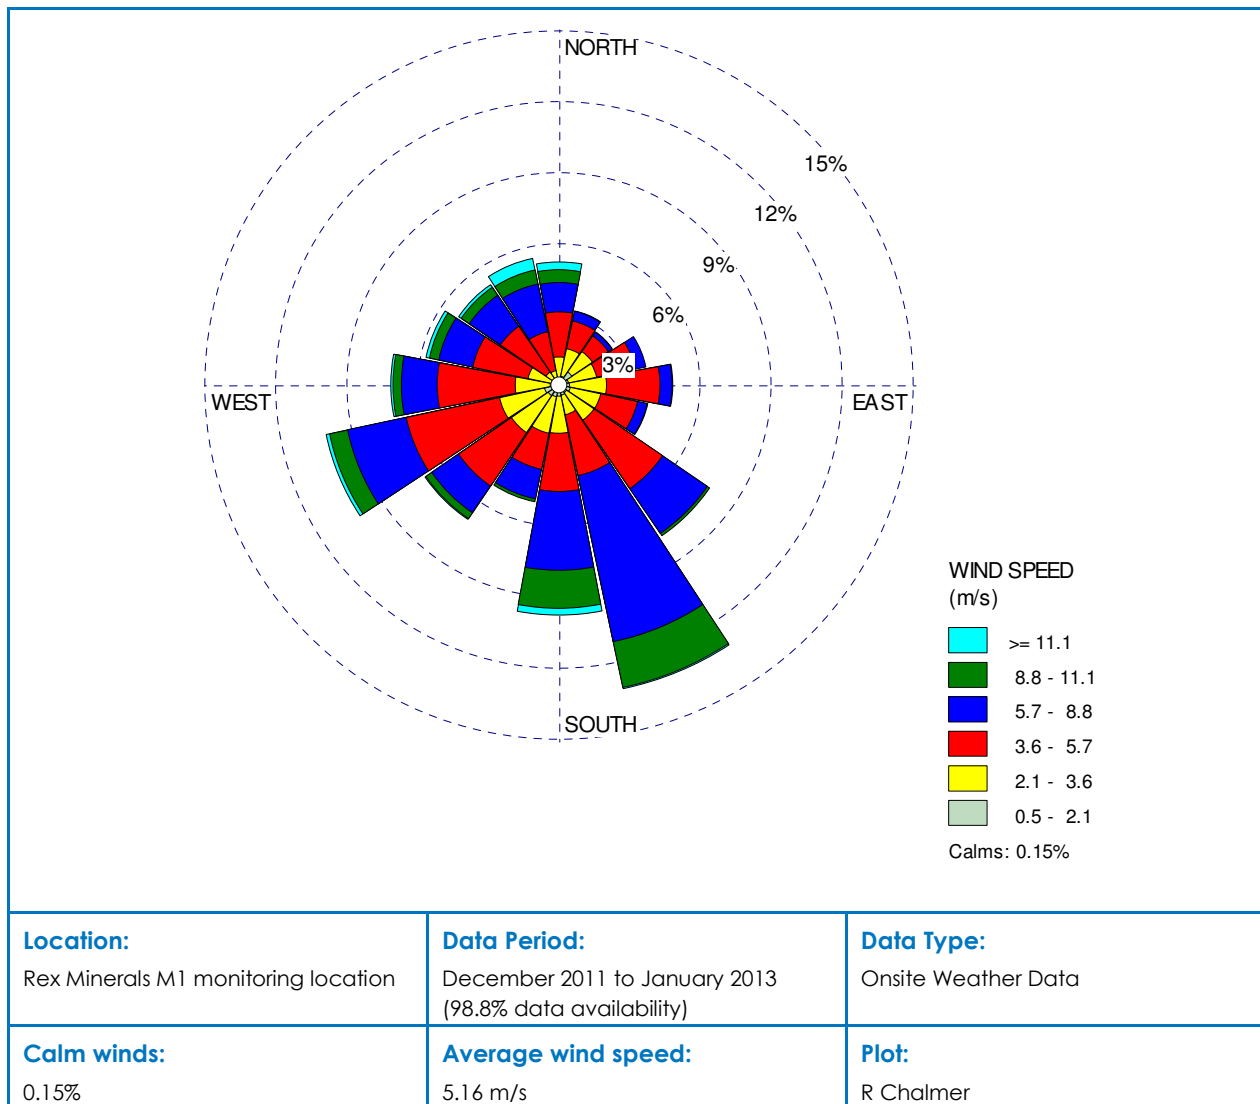 NORTH
15%
12%
9%
6%
3%
WEST
EAST
SOUTH
WIND SPEED
(m/s)
>= 11.1
8.8 - 11.1
5.7 - 8.8
3.6 - 5.7
2.1 - 3.6
0.5 - 2.1
Calms: 0.15%
Location:
Rex Minerals M1 monitoring location
Data Period:
December 2011 to January 2013
(98.8% data availability)
Data Type:
Onsite Weather Data
Calm winds:
0.15%
Average wind speed:
5.16 m/s
Plot:
R Chalmer